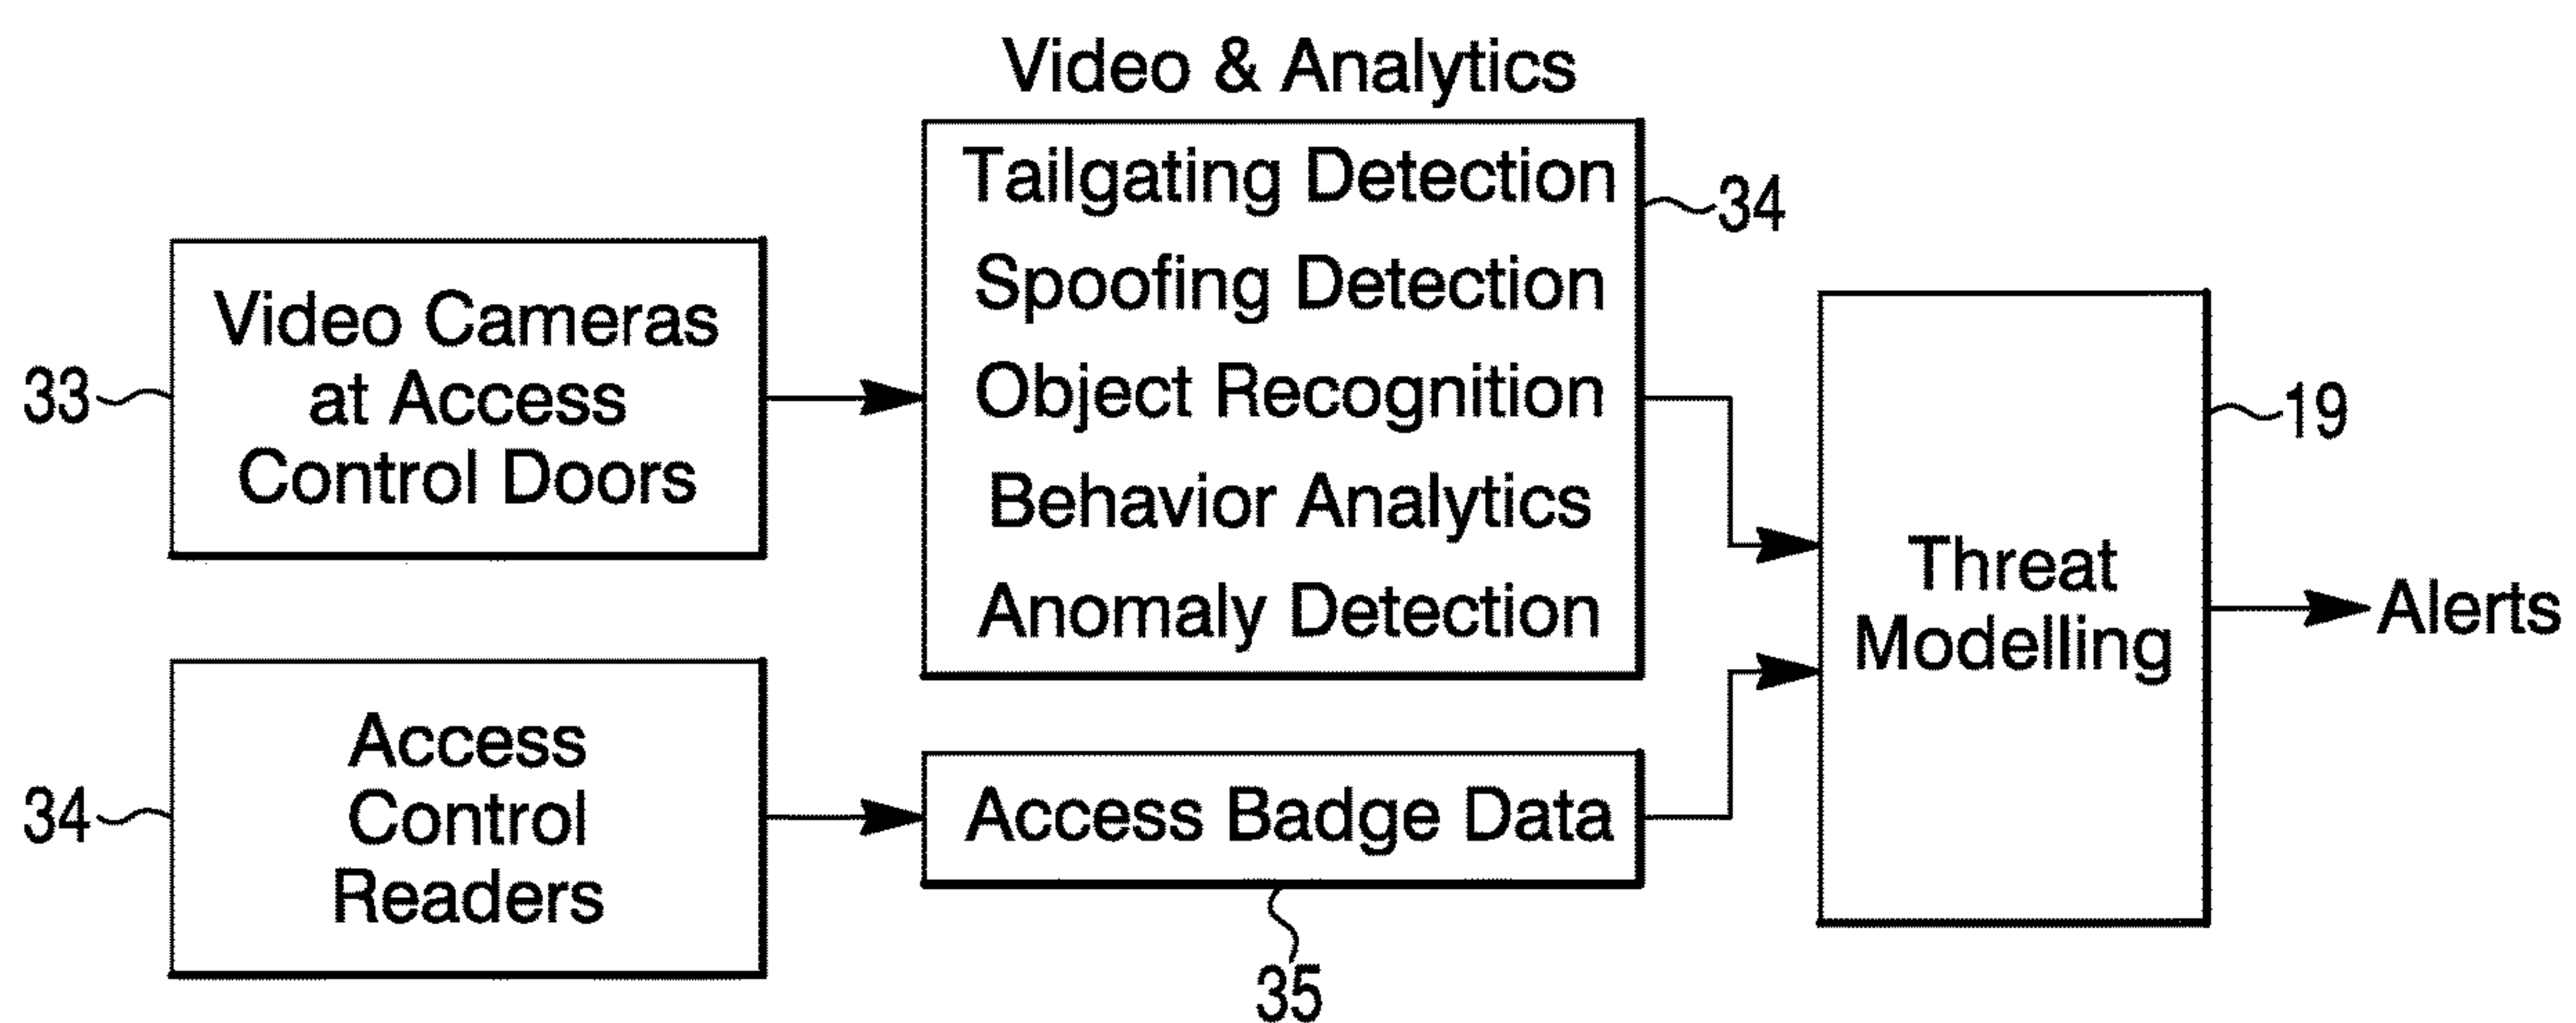 Video & Analytics
33
Video Cameras
at Access
Control Doors
Tailgating Detection
Spoofing Detection
Object Recognition
Behavior Analytics
Anomaly Detection
34
34
Access
Control
Readers
Access Badge Data
35
Threat
Modelling
19
Alerts